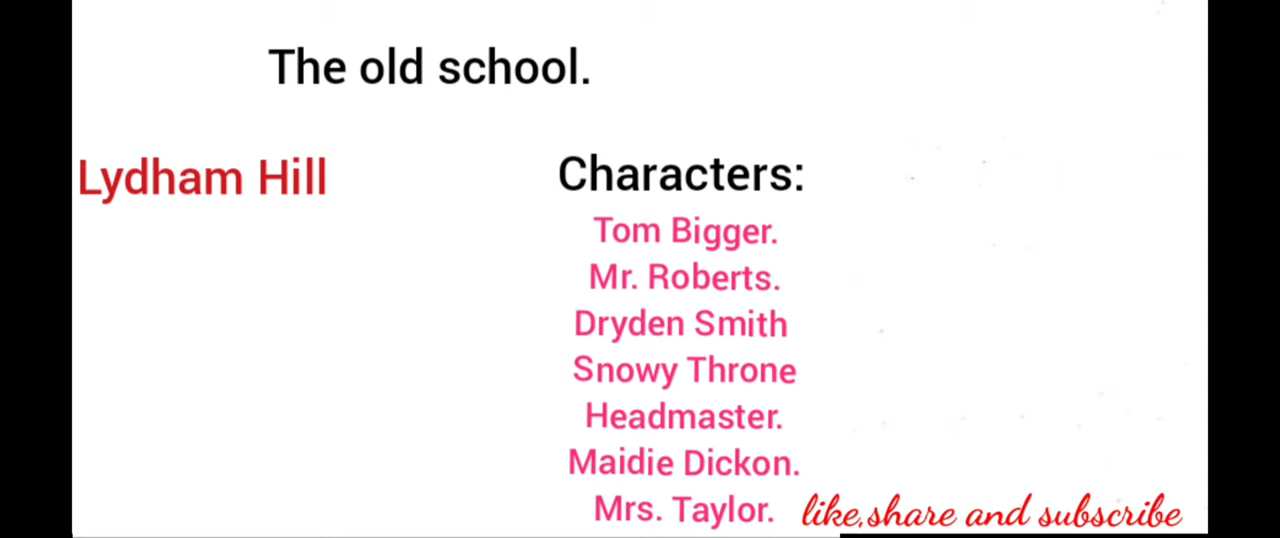 The old school.
Lydham Hill
Characters:
Tom Bigger.
Mr. Roberts.
Dryden Smith
Snowy Throne
Headmaster.
Maidie Dickon.
Mrs. Taylor.
like,share and subscribe